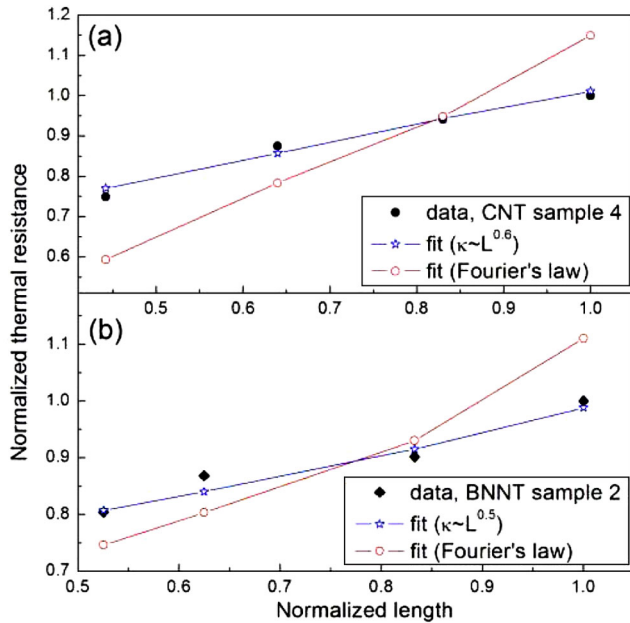 (a)
1.2
1.1
1.0
0.9
0.8
0.7
0.6
data, CNT sample 4
fit (κ~L^0.6)
fit (Fourier's law)
0.5 0.6 0.7 0.8 0.9 1.0
Normalized thermal resistance
(b)
1.1
1.0
0.9
0.8
0.7
data, BNNT sample 2
fit (κ~L^0.5)
fit (Fourier's law)
0.5 0.6 0.7 0.8 0.9 1.0
Normalized length